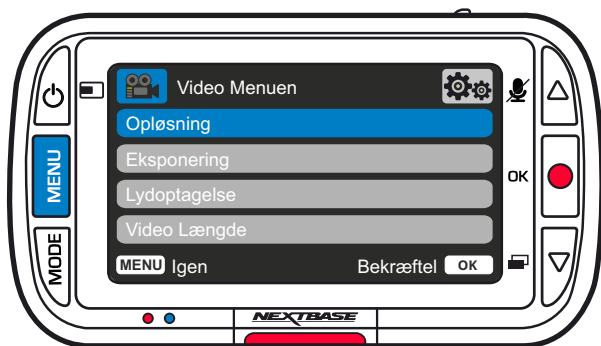 Video Menuen
Opløsning
Eksponering
Lydoptagelse
Video Længde
MENU Igen
Bekræftel OK
MENU
MODE
OK
NEXTBASE